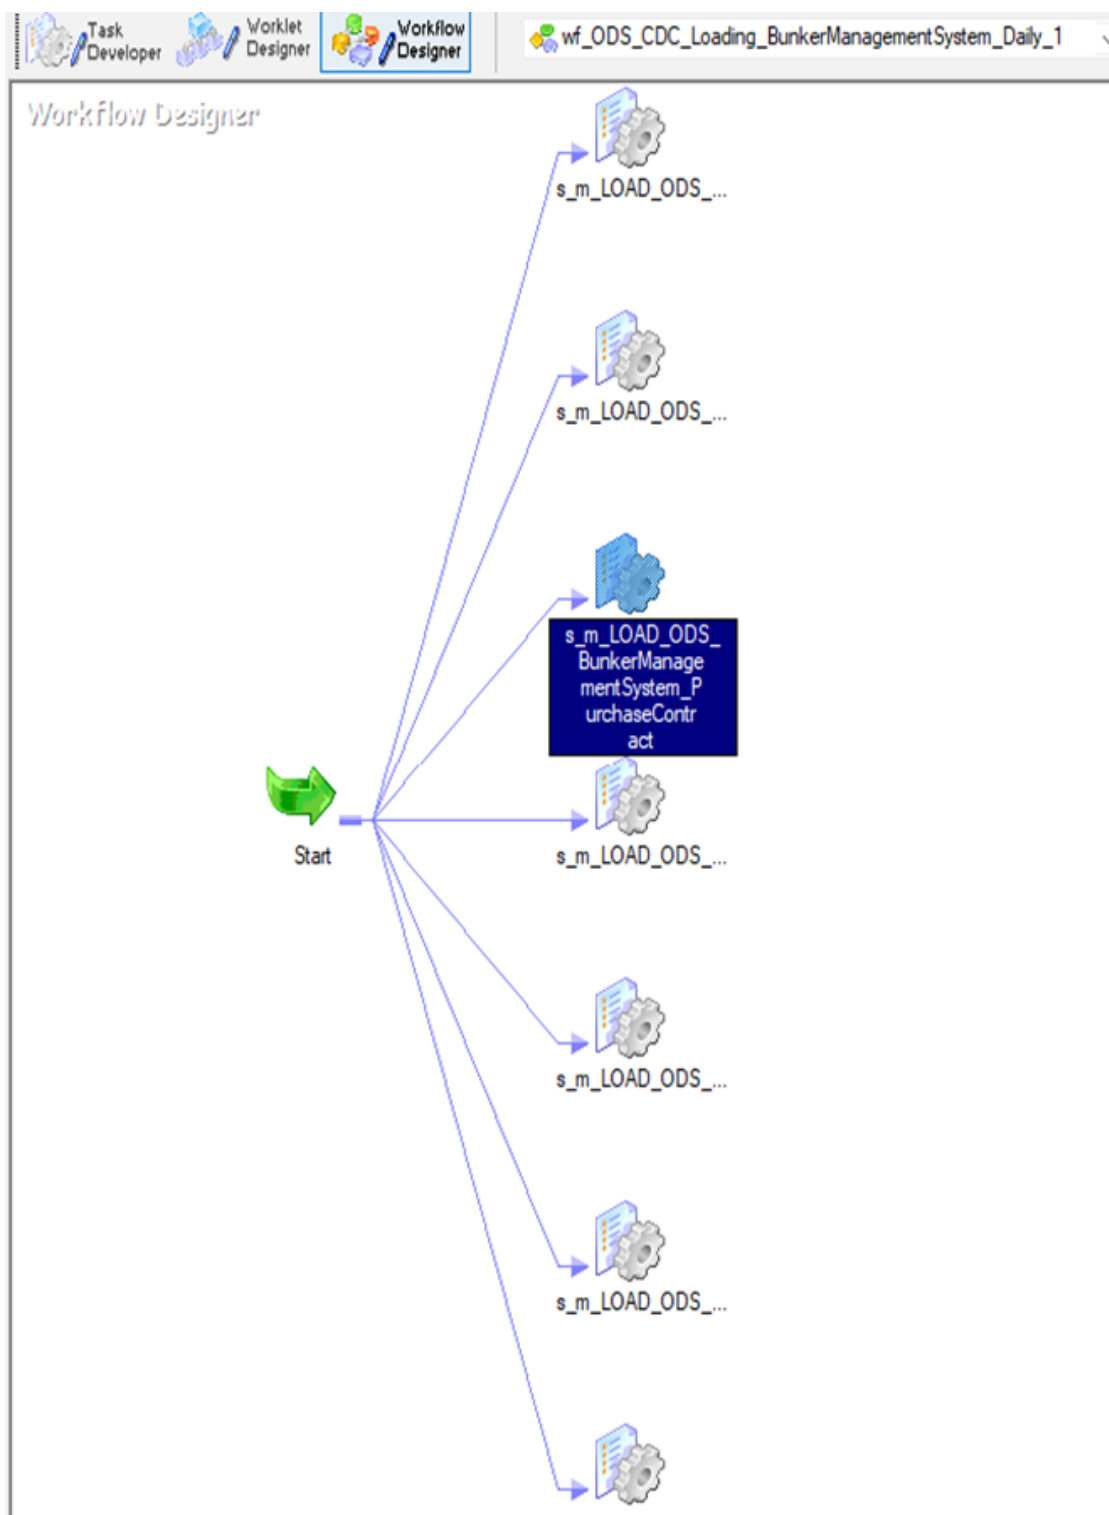 Task
Developer
Worklet
Designer
Workflow
Designer
wf_ODS_CDC_Loading_BunkerManagementSystem_Daily_1
Workflow Designer
s_m_LOAD_ODS_...
s_m_LOAD_ODS_...
s_m_LOAD_ODS_
BunkerManage
mentSystem_P
urchaseContr
act
Start
s_m_LOAD_ODS_...
s_m_LOAD_ODS_...
s_m_LOAD_ODS_...